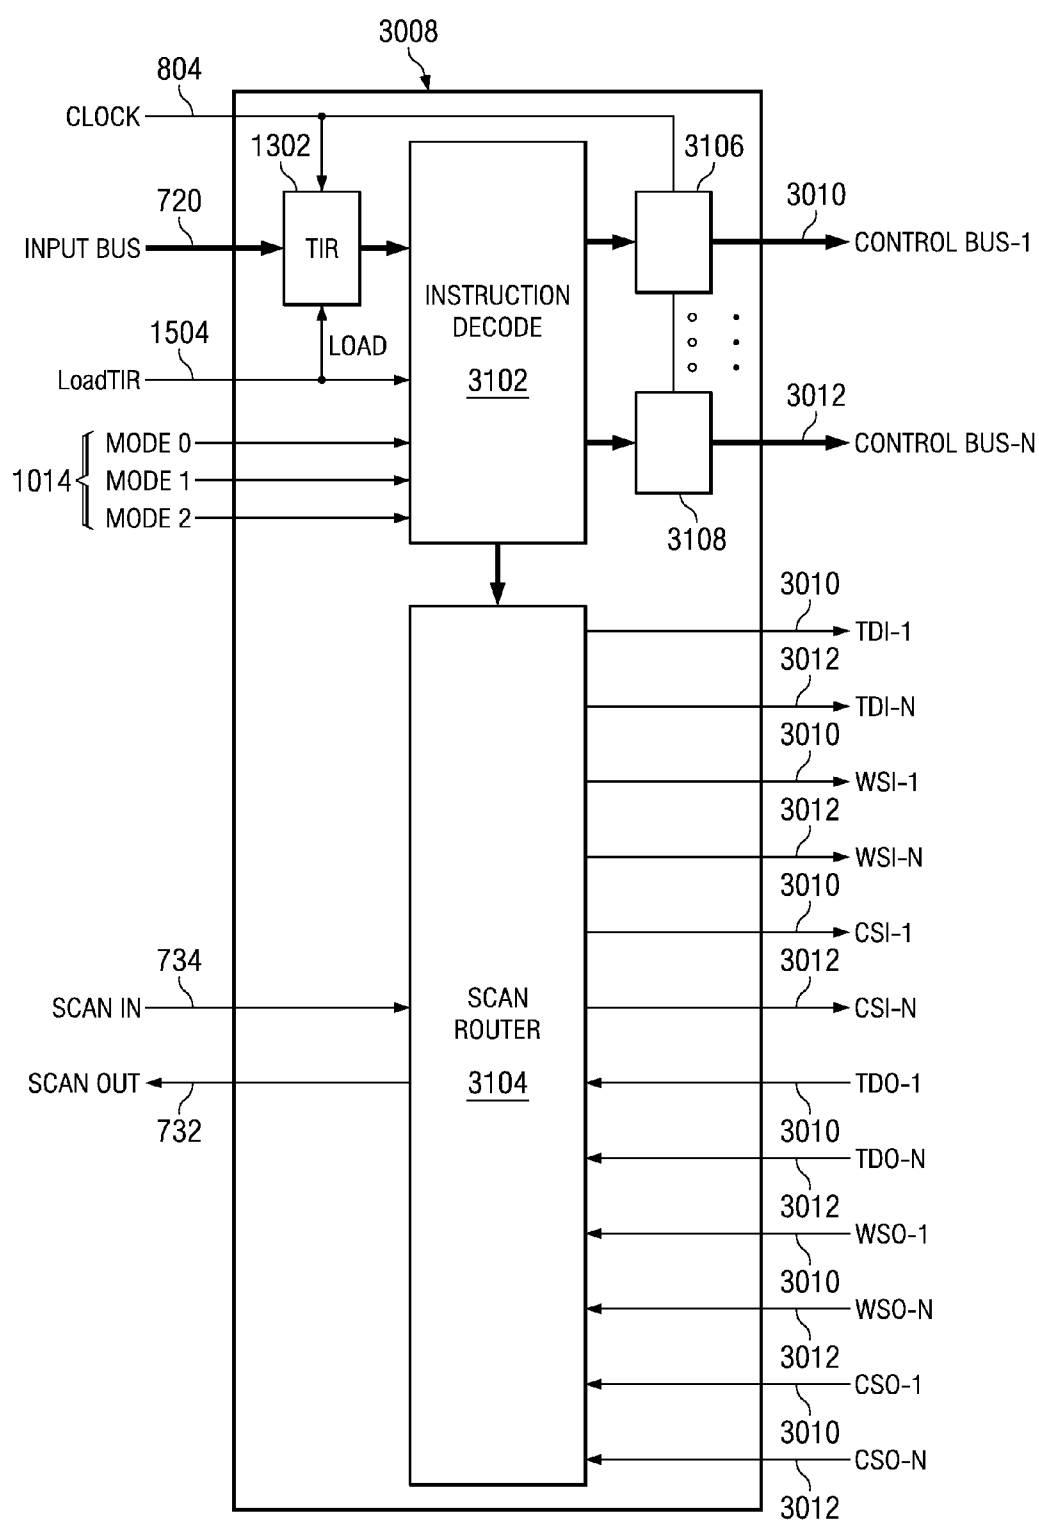 3008
804
CLOCK
1302
3106
720
3010
INPUT BUS
TIR
CONTROL BUS-1
INSTRUCTION
DECODE
3102
1504
LOAD
LoadTIR
3012
MODE 0
CONTROL BUS-N
1014
MODE 1
MODE 2
3108
3010
TDI-1
3012
TDI-N
3010
WSI-1
3012
WSI-N
3010
CSI-1
734
3012
SCAN IN
SCAN
ROUTER
3104
CSI-N
SCAN OUT
732
TDO-1
3010
TDO-N
3012
WSO-1
3010
WSO-N
3012
CSO-1
3010
CSO-N
3012